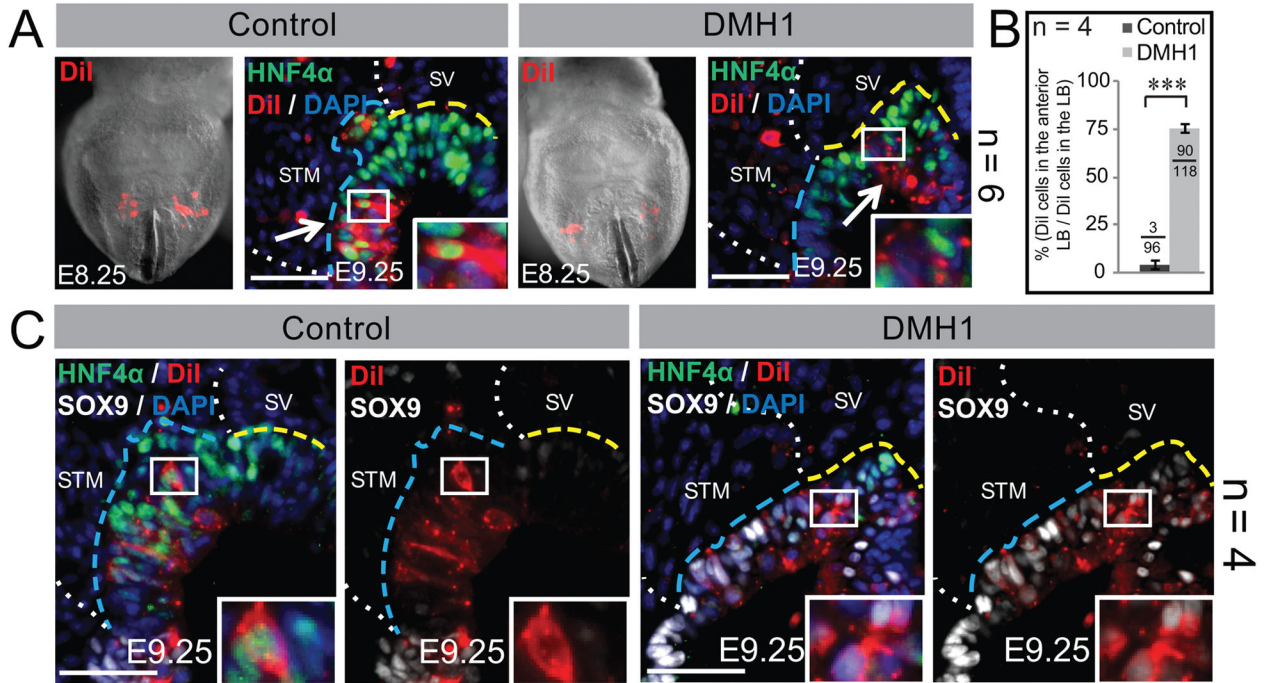 A
Control
DMH1
B
DiI
E8.25
HNF4α
DiI / DAPI
SV
STM
E9.25
DiI
E8.25
HNF4α
DiI / DAPI
SV
STM
E9.25
n = 6
n = 4
Control
DMH1
% (DiI cells in the anterior
LB / DiI cells in the LB)
100
75
50
25
0
***
3
96
90
118
C
Control
DMH1
HNF4α / DiI
SOX9 / DAPI
SV
STM
E9.25
DiI
SOX9
SV
STM
E9.25
HNF4α / DiI
SOX9 / DAPI
SV
STM
E9.25
DiI
SOX9
SV
STM
E9.25
n = 4